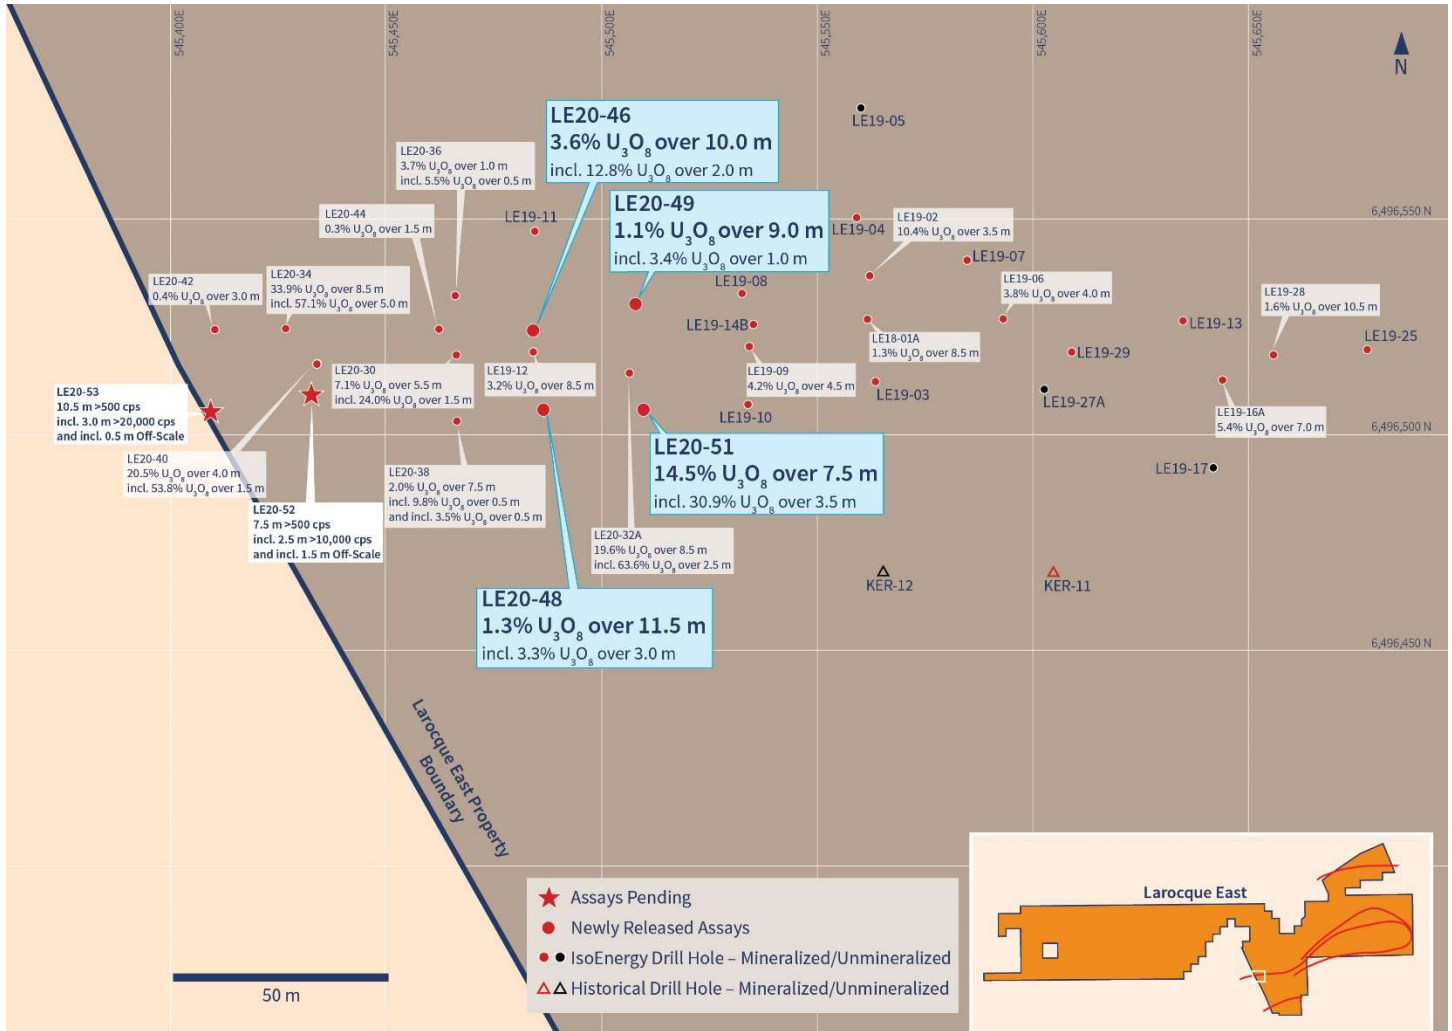 545,400E
545,450E
545,500E
545,550E
545,600E
545,650E
N
LE20-46
3.6% U₃O₈ over 10.0 m
incl. 12.8% U₃O₈ over 2.0 m
LE19-05
LE20-36
3.7% U₃O₈ over 1.0 m
incl. 5.5% U₃O₈ over 0.5 m
LE20-49
1.1% U₃O₈ over 9.0 m
incl. 3.4% U₃O₈ over 1.0 m
LE20-44
0.3% U₃O₈ over 1.5 m
LE19-11
LE19-04
LE19-02
10.4% U₃O₈ over 3.5 m
6,496,550 N
LE19-07
LE20-42
0.4% U₃O₈ over 3.0 m
LE20-34
33.9% U₃O₈ over 8.5 m
incl. 57.1% U₃O₈ over 5.0 m
LE19-08
LE19-06
3.8% U₃O₈ over 4.0 m
LE19-28
1.6% U₃O₈ over 10.5 m
LE19-14B
LE18-01A
1.3% U₃O₈ over 8.5 m
LE19-13
LE19-29
LE19-25
LE20-30
7.1% U₃O₈ over 5.5 m
incl. 24.0% U₃O₈ over 1.5 m
LE19-12
3.2% U₃O₈ over 8.5 m
LE19-09
4.2% U₃O₈ over 4.5 m
LE19-03
LE19-27A
LE20-53
10.5 m >500 cps
incl. 3.0 m >20,000 cps
and incl. 0.5 m Off-Scale
LE19-10
LE19-16A
5.4% U₃O₈ over 7.0 m
6,496,500 N
LE20-40
20.5% U₃O₈ over 4.0 m
incl. 53.8% U₃O₈ over 1.5 m
LE20-38
2.0% U₃O₈ over 7.5 m
incl. 9.8% U₃O₈ over 0.5 m
and incl. 3.5% U₃O₈ over 0.5 m
LE20-51
14.5% U₃O₈ over 7.5 m
incl. 30.9% U₃O₈ over 3.5 m
LE19-17
LE20-52
7.5 m >500 cps
incl. 2.5 m >10,000 cps
and incl. 1.5 m Off-Scale
LE20-32A
19.6% U₃O₈ over 8.5 m
incl. 63.6% U₃O₈ over 2.5 m
KER-12
KER-11
LE20-48
1.3% U₃O₈ over 11.5 m
incl. 3.3% U₃O₈ over 3.0 m
6,496,450 N
Larocque East Property
Boundary
Assays Pending
Newly Released Assays
IsoEnergy Drill Hole – Mineralized/Unmineralized
Historical Drill Hole – Mineralized/Unmineralized
50 m
Larocque East